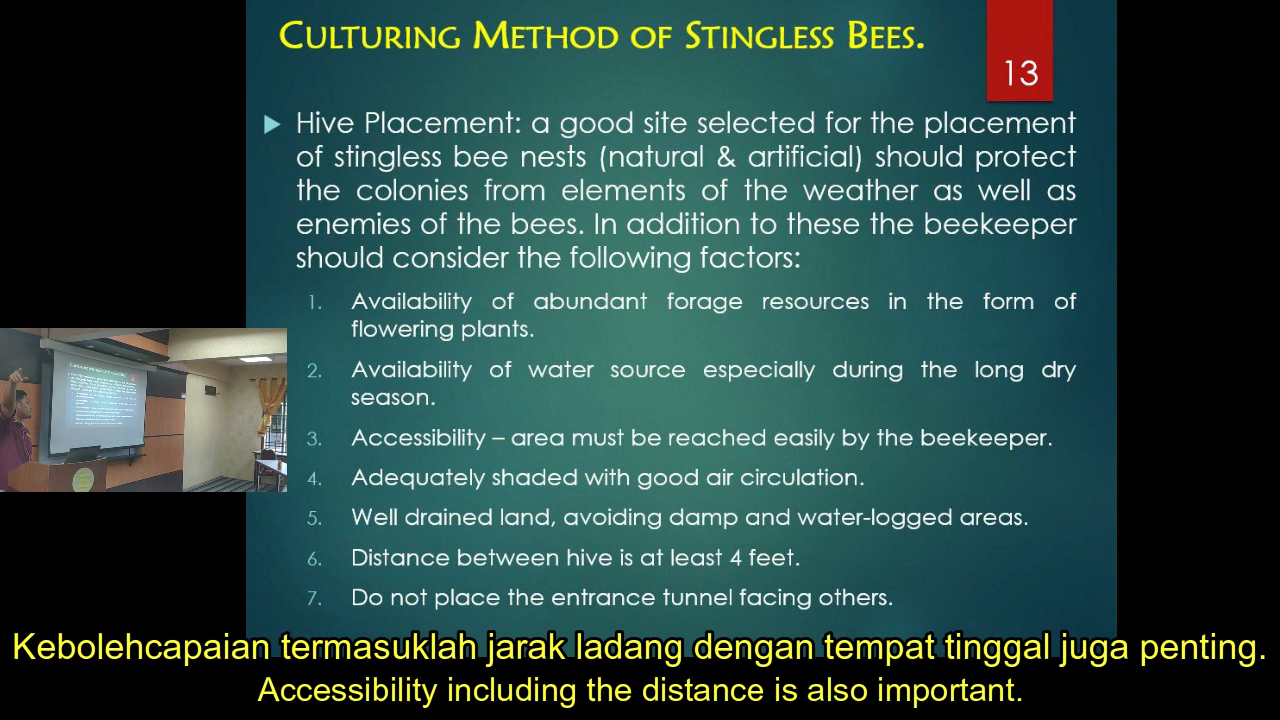 CULTURING METHOD OF STINGLESS BEES.
13
Hive Placement: a good site selected for the placement
of stingless bee nests (natural & artificial) should protect
the colonies from elements of the weather as well as
enemies of the bees. In addition to these the beekeeper
should consider the following factors:
1. Availability of abundant forage resources in the form of
flowering plants.
2. Availability of water source especially during the long dry
season.
3. Accessibility – area must be reached easily by the beekeeper.
4. Adequately shaded with good air circulation.
5. Well drained land, avoiding damp and water-logged areas.
6. Distance between hive is at least 4 feet.
7. Do not place the entrance tunnel facing others.
Kebolehcapaian termasuklah jarak ladang dengan tempat tinggal juga penting.
Accessibility including the distance is also important.